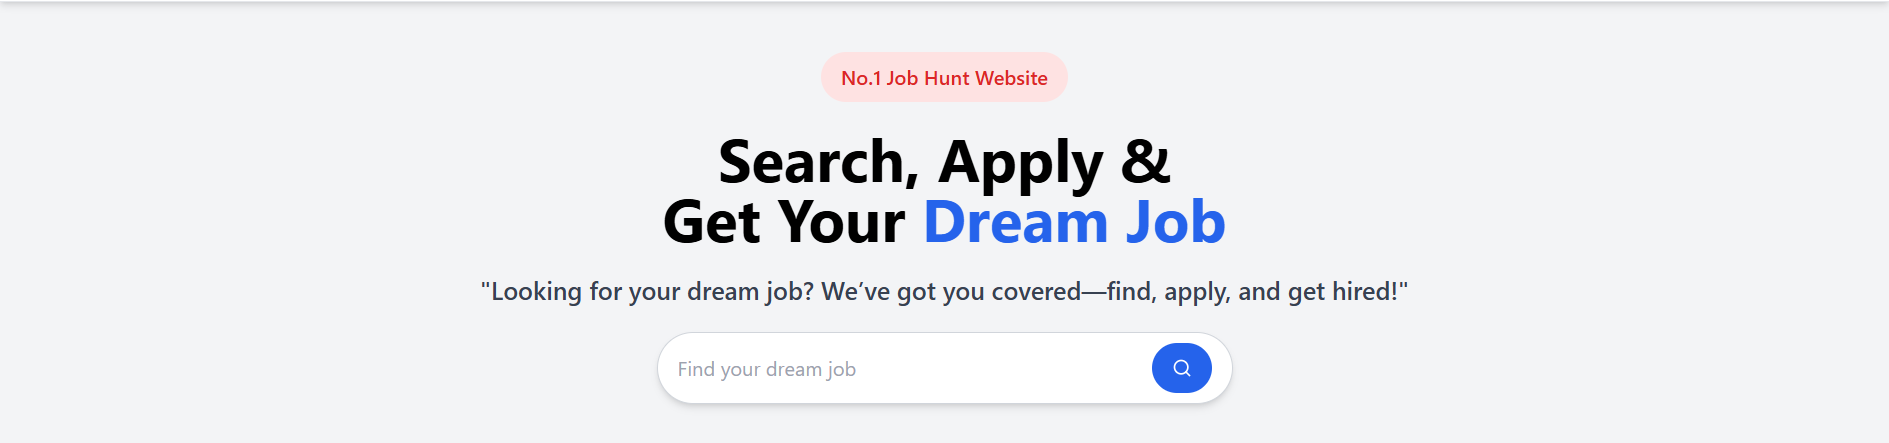 No.1 Job Hunt Website
Search, Apply &
Get Your Dream Job
"Looking for your dream job? We’ve got you covered—find, apply, and get hired!"
Find your dream job